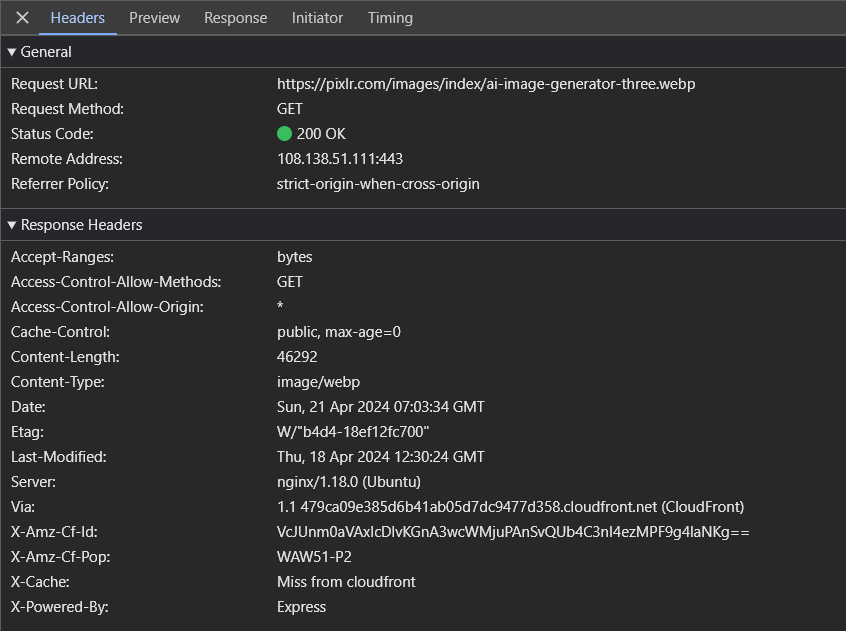 Headers Preview Response Initiator Timing
General
Request URL: https://pixlr.com/images/index/ai-image-generator-three.webp
Request Method: GET
Status Code: 200 OK
Remote Address: 108.138.51.111:443
Referrer Policy: strict-origin-when-cross-origin
Response Headers
Accept-Ranges: bytes
Access-Control-Allow-Methods: GET
Access-Control-Allow-Origin: *
Cache-Control: public, max-age=0
Content-Length: 46292
Content-Type: image/webp
Date: Sun, 21 Apr 2024 07:03:34 GMT
Etag: W/"b4d4-18ef12fc700"
Last-Modified: Thu, 18 Apr 2024 12:30:24 GMT
Server: nginx/1.18.0 (Ubuntu)
Via: 1.1 479ca09e385d6b41ab05d7dc9477d358.cloudfront.net (CloudFront)
X-Amz-Cf-Id:
X-Amz-Cf-Pop: WAW51-P2
X-Cache: Miss from cloudfront
X-Powered-By: Express